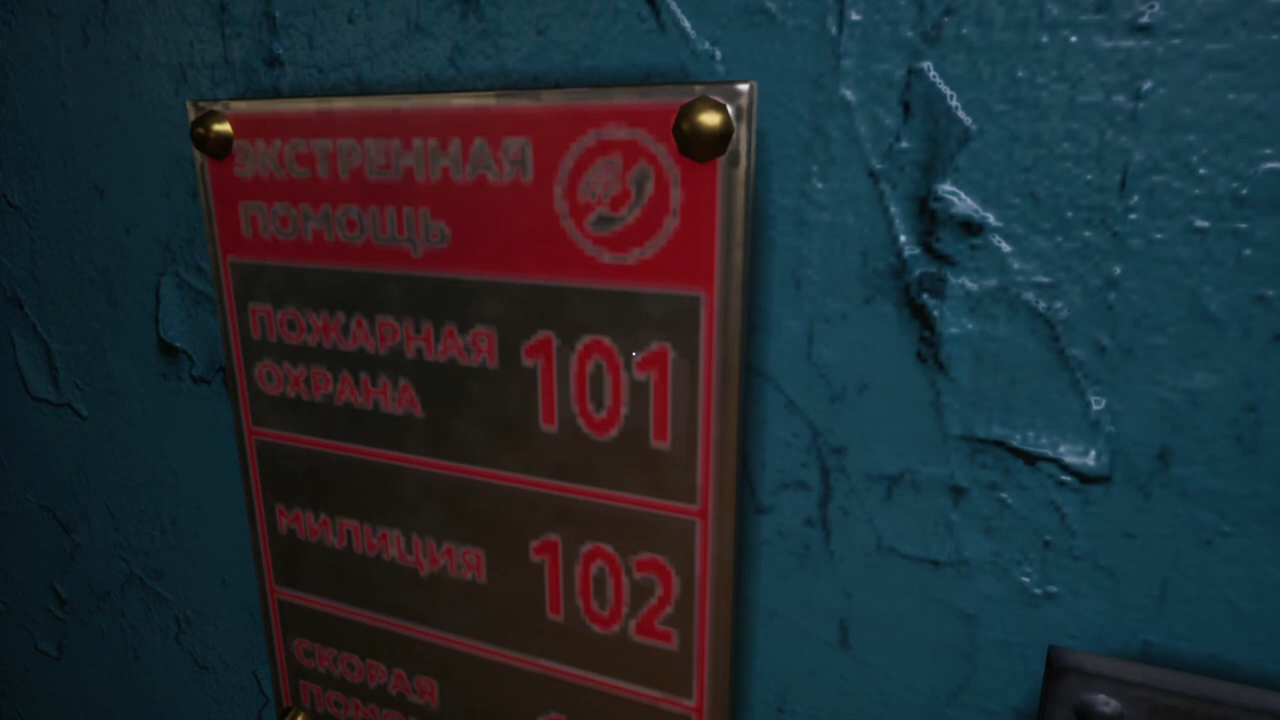 ЭКСТРЕННАЯ
ПОМОЩЬ
ПОЖАРНАЯ
ОХРАНА
101
МИЛИЦИЯ
102
СКОРАЯ